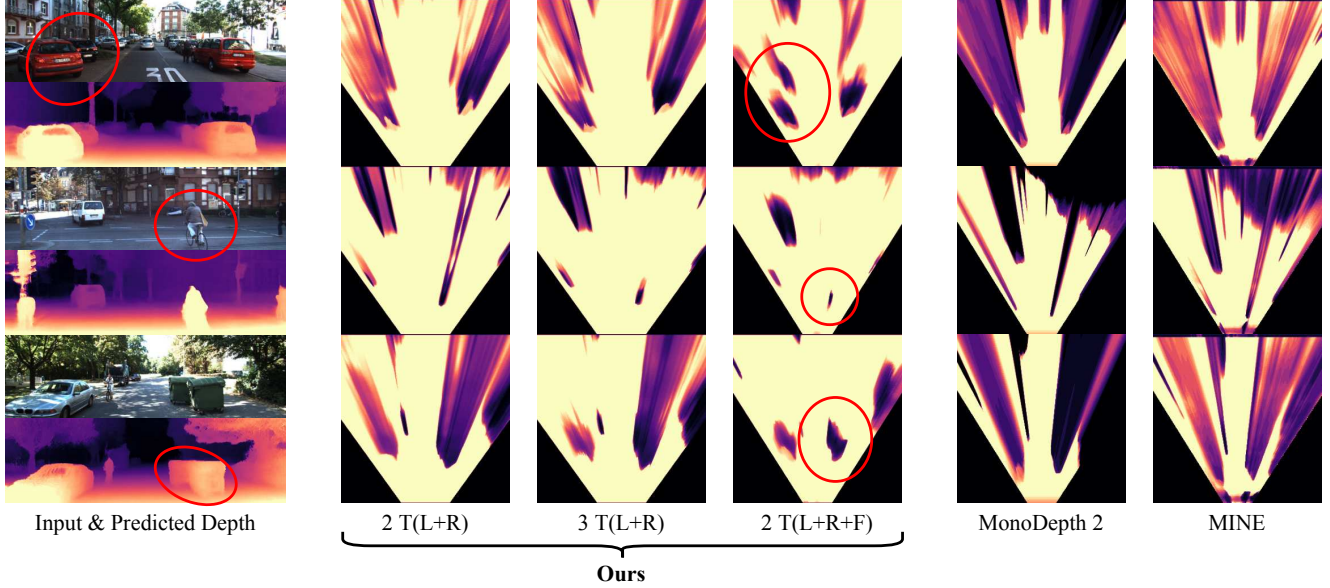 30
Input & Predicted Depth
2 T(L+R)
3 T(L+R)
2 T(L+R+F)
MonoDepth 2
MINE
Ours